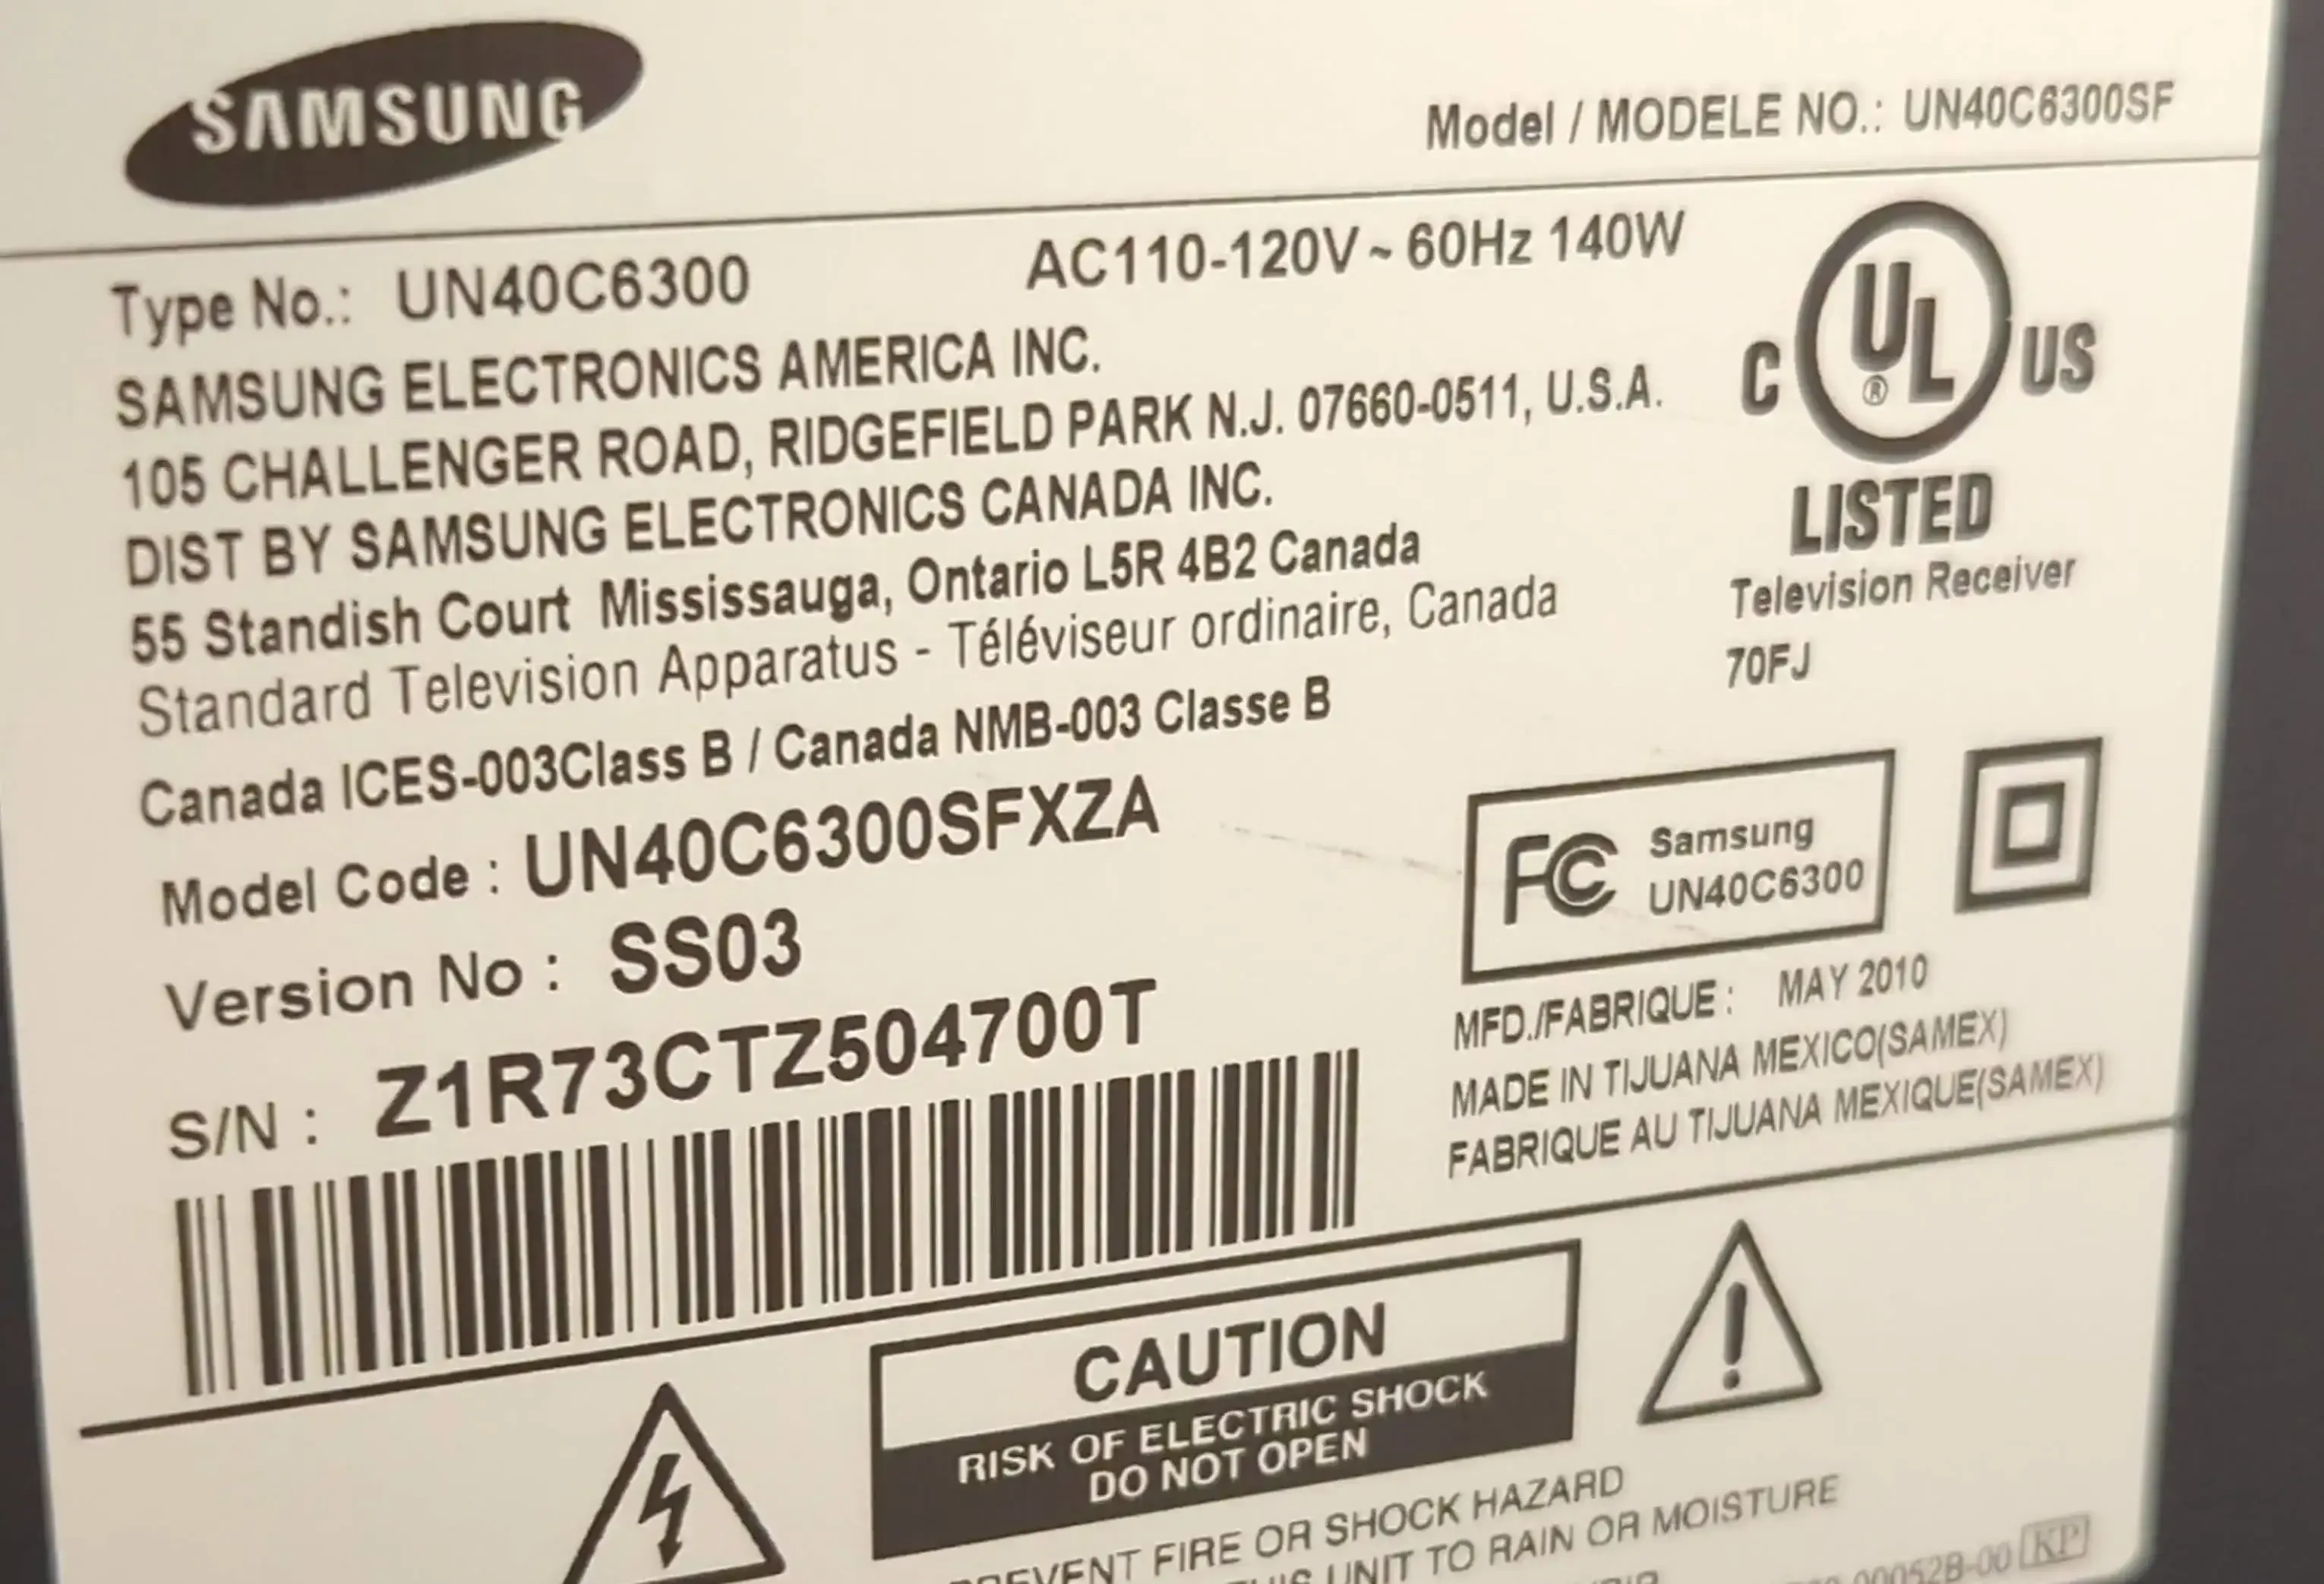 SAMSUNG
Model / MODELE NO.: UN40C6300SF
Type No.: UN40C6300
AC110-120V ~ 60Hz 140W
SAMSUNG ELECTRONICS AMERICA INC.
105 CHALLENGER ROAD, RIDGEFIELD PARK N.J. 07660-0511, U.S.A.
DIST BY SAMSUNG ELECTRONICS CANADA INC.
55 Standish Court Mississauga, Ontario L5R 4B2 Canada
Standard Television Apparatus - Téléviseur ordinaire, Canada
Canada ICES-003Class B / Canada NMB-003 Classe B
C UL ® US
LISTED
Television Receiver
70FJ
Model Code : UN40C6300SFXZA
Version No : SS03
S/N : Z1R73CTZ504700T
FC Samsung
UN40C6300
MFD./FABRIQUE : MAY 2010
MADE IN TIJUANA MEXICO(SAMEX)
FABRIQUE AU TIJUANA MEXIQUE(SAMEX)
CAUTION
RISK OF ELECTRIC SHOCK
DO NOT OPEN
FIRE OR SHOCK HAZARD
UNIT TO RAIN OR MOISTURE
KP